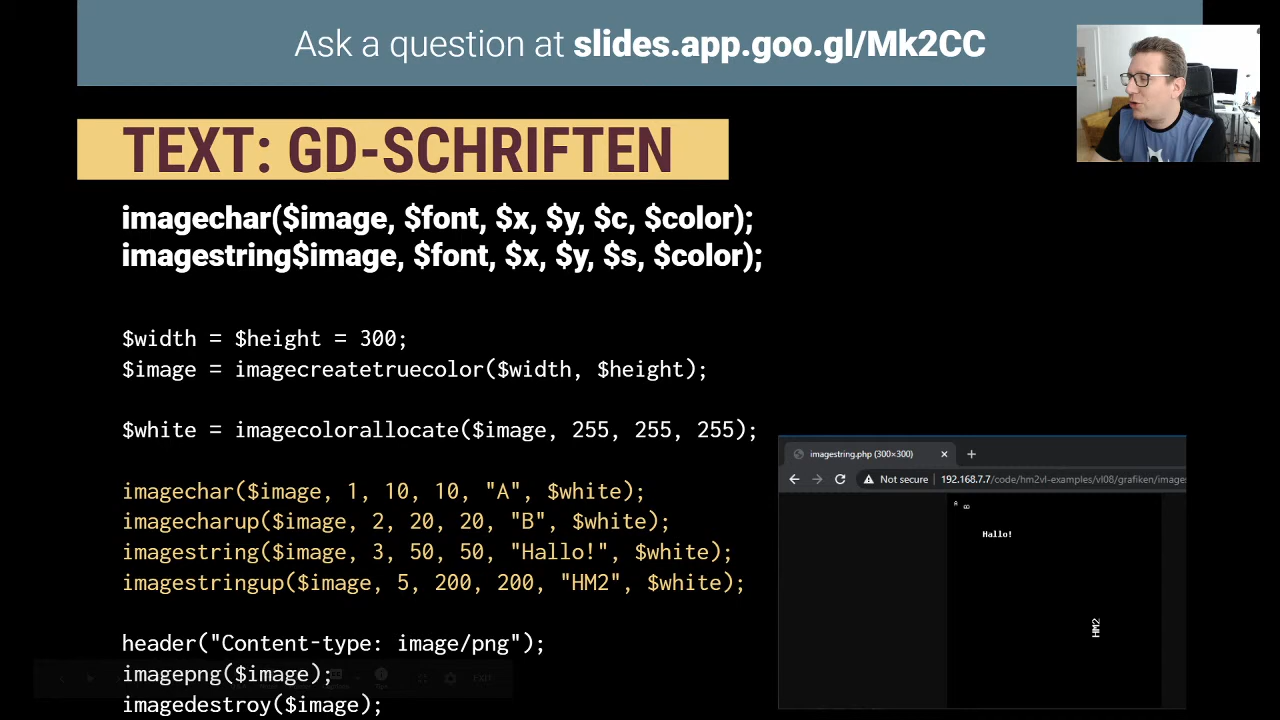 Ask a question at slides.app.goo.gl/Mk2CC
TEXT: GD-SCHRIFTEN
imagechar($image, $font, $x, $y, $c, $color);
imagestring$image, $font, $x, $y, $s, $color);
$width = $height = 300;
$image = imagecreatetruecolor($width, $height);
$white = imagecolorallocate($image, 255, 255, 255);
imagechar($image, 1, 10, 10, "A", $white);
imagecharup($image, 2, 20, 20, "B", $white);
imagestring($image, 3, 50, 50, "Hallo!", $white);
imagestringup($image, 5, 200, 200, "HM2", $white);
header("Content-type: image/png");
imagepng($image);
imagedestroy($image);
imagestring.php (300×300)
Not secure
192.168.7.7/code/hm2vl-examples/vl08/grafiken/images
A
B
Hallo!
HM2
EXIT